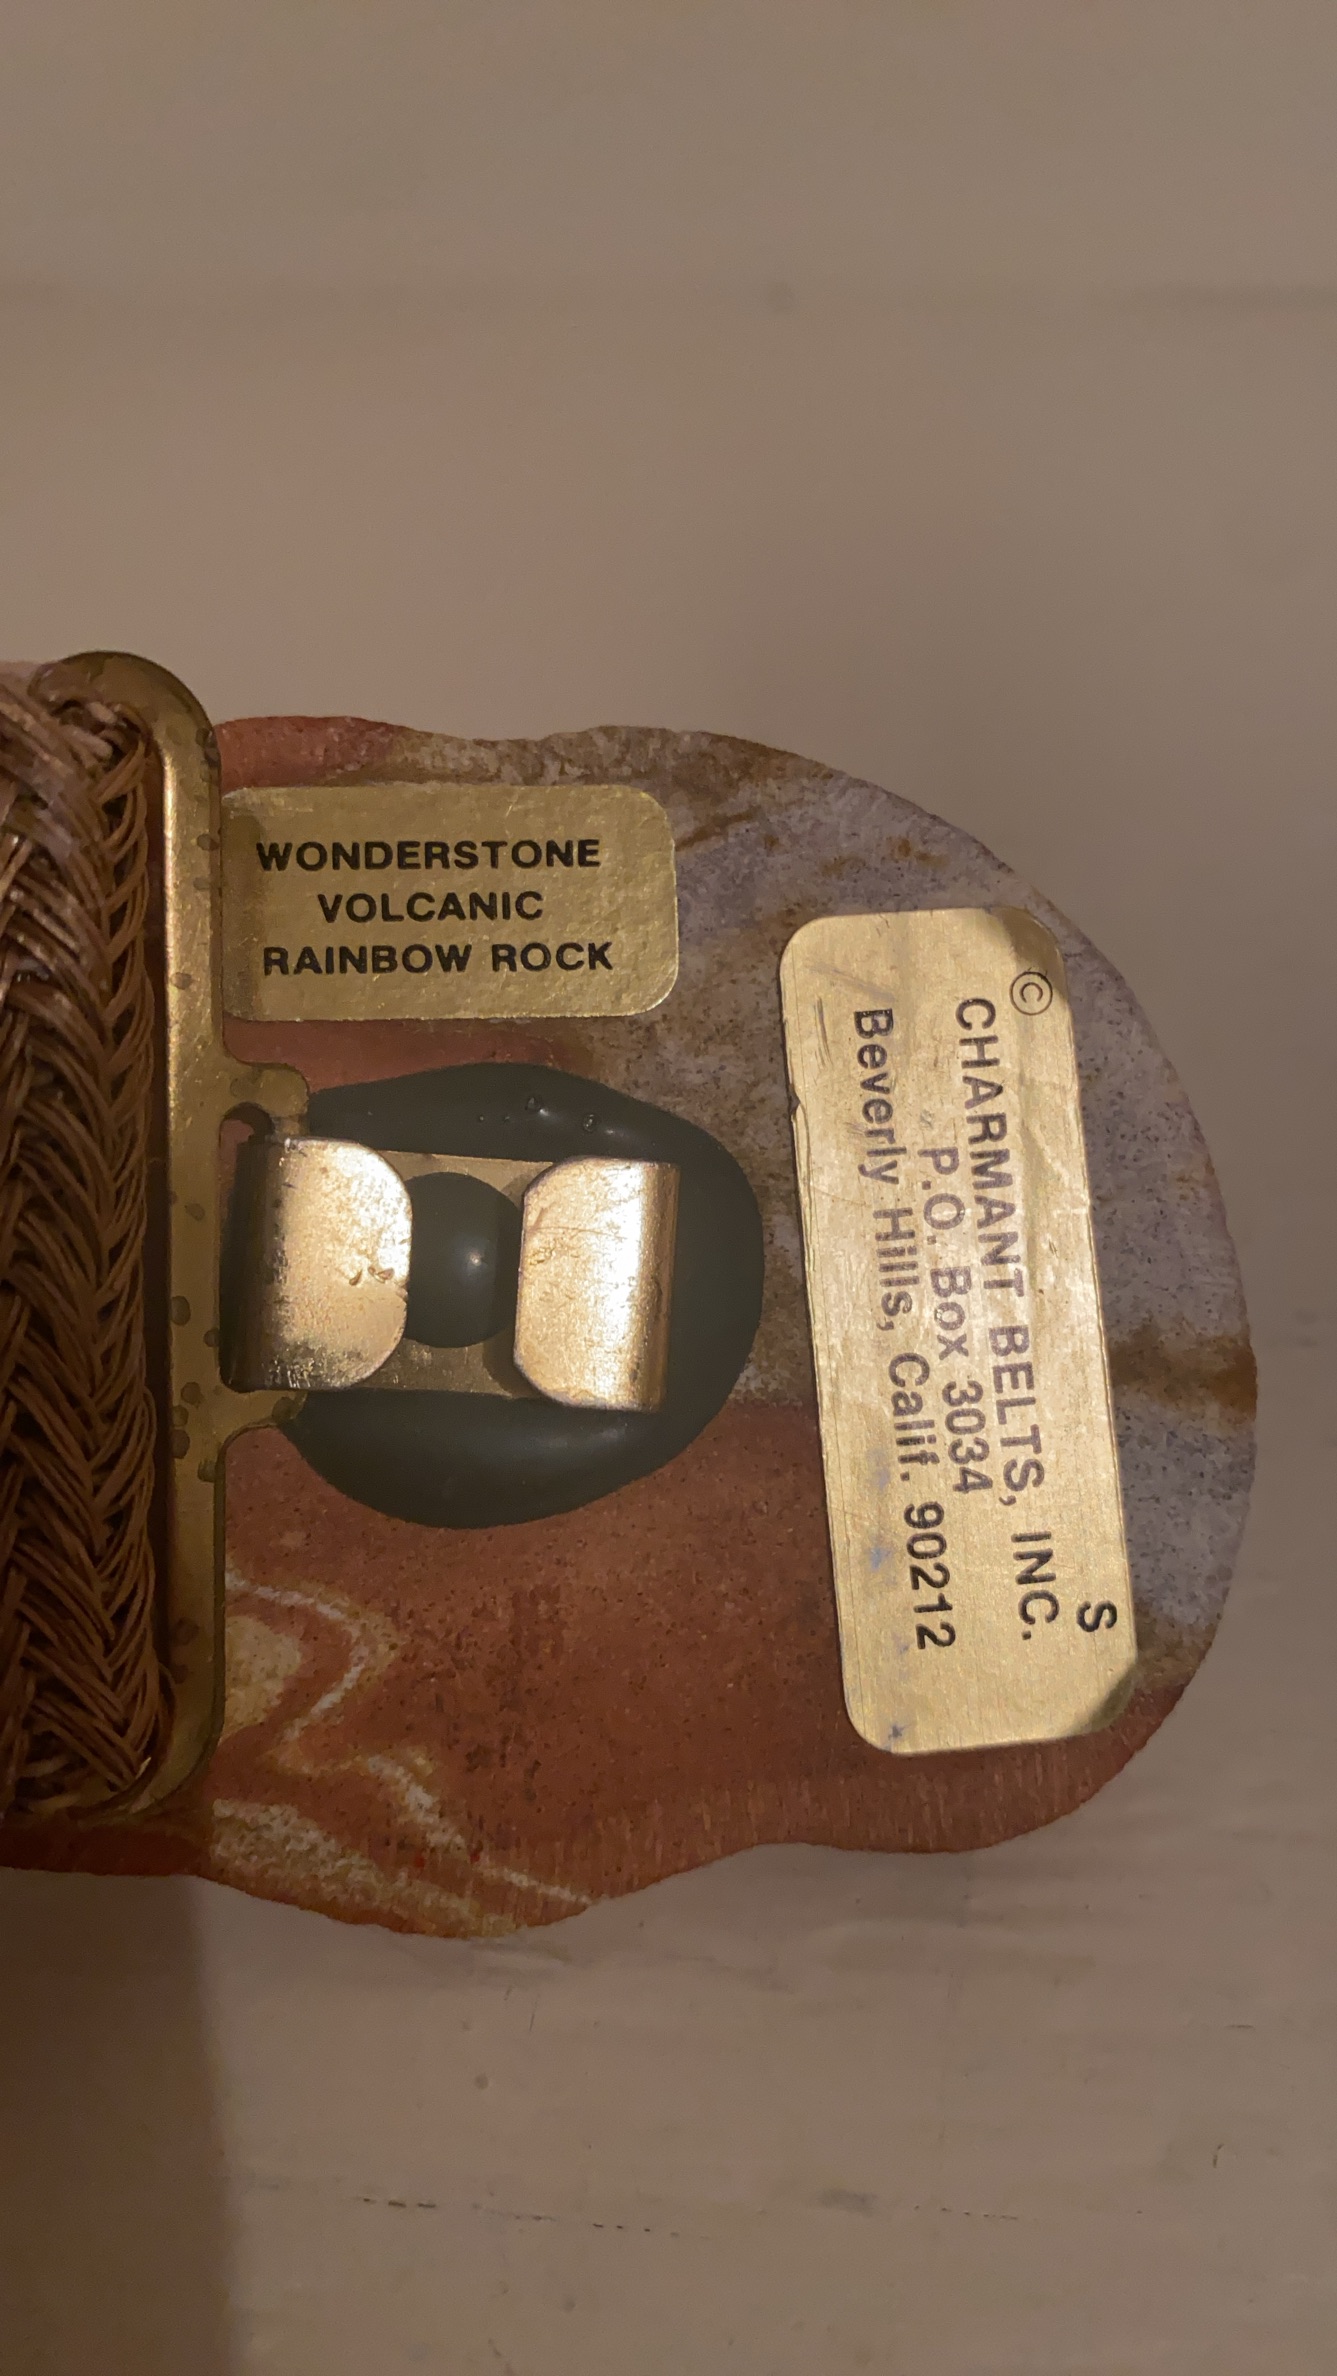 WONDERSTONE
VOLCANIC
RAINBOW ROCK
S
©
CHARMANT BELTS, INC.
P.O. Box 3034
Beverly Hills, Calif. 90212